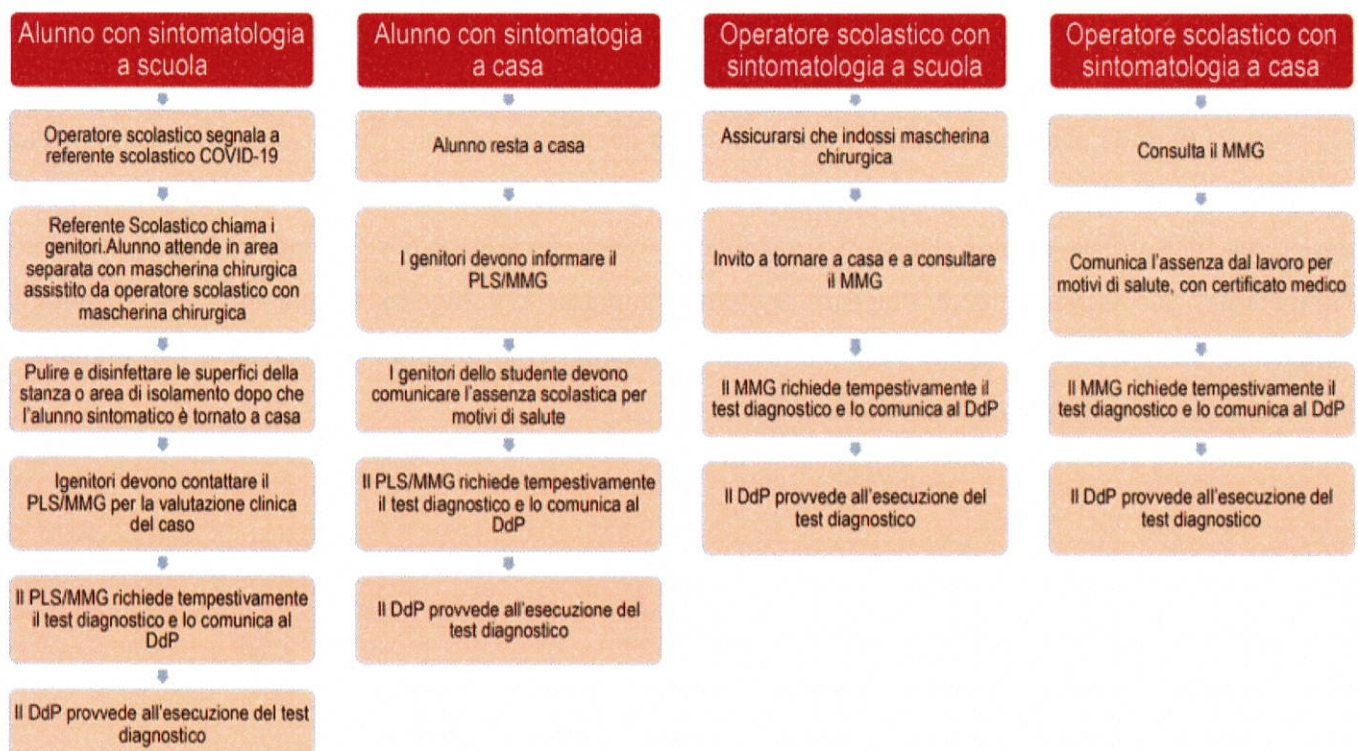 Alunno con sintomatologia
a scuola
Operatore scolastico segnala a
referente scolastico COVID-19
Referente Scolastico chiama i
genitori.Alunno attende in area
separata con mascherina chirurgica
assistito da operatore scolastico con
mascherina chirurgica
Pulire e disinfettare le superfici della
stanza o area di isolamento dopo che
l'alunno sintomatico è tornato a casa
Igenitori devono contattare il
PLS/MMG per la valutazione clinica
del caso
Il PLS/MMG richiede tempestivamente
il test diagnostico e lo comunica al
DdP
Il DdP provvede all'esecuzione del test
diagnostico
Alunno con sintomatogia
a casa
Alunno resta a casa
I genitori devono informare il
PLS/MMG
I genitori dello studente devono
comunicare l'assenza scolastica per
motivi di salute
Il PLS/MMG richiede tempestivamente
il test diagnostico e lo comunica al
DdP
Il DdP provvede all'esecuzione del
test diagnostico
Operatore scolastico con
sintomatologia a scuola
Assicurarsi che indossi mascherina
chirurgica
Invito a tornare a casa e a consultare
il MMG
Il MMG richiede tempestivamente il
test diagnostico e lo comunica al DdP
Il DdP provvede all'esecuzione del
test diagnostico
Operatore scolastico con
sintomatologia a casa
Consulta il MMG
Comunica l'assenza dal lavoro per
motivi di salute, con certificato medico
Il MMG richiede tempestivamente il
test diagnostico e lo comunica al DdP
Il DdP provvede all'esecuzione del
test diagnostico